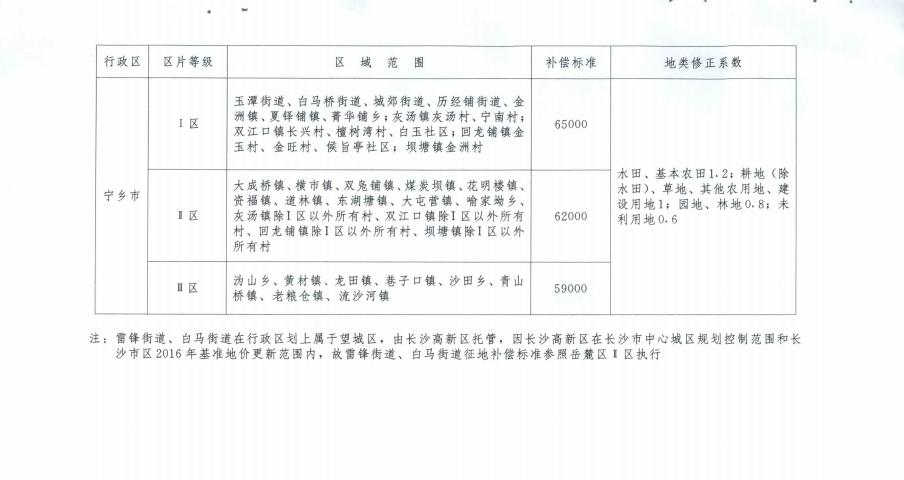 行政区 区片等级 区域范围 补偿标准 地类修正系数
宁乡市
Ⅰ区
玉潭街道、白马桥街道、城郊街道、历经铺街道、金
洲镇、夏铎铺镇、菁华铺乡;灰汤镇灰汤村、宁南村;
双江口镇长兴村、檀树湾村、白玉社区;回龙铺镇金
玉村、金旺村、候旨亭社区;坝塘镇金洲村
65000
Ⅱ区
大成桥镇、横市镇、双凫铺镇、煤炭坝镇、花明楼镇、
资福镇、道林镇、东湖塘镇、大屯营镇、喻家坳乡、
灰汤镇除Ⅰ区以外所有村、双江口镇除Ⅰ区以外所有
村、回龙铺镇除Ⅰ区以外所有村、坝塘镇除Ⅰ区以外
所有村
62000
Ⅲ区
沩山乡、黄材镇、龙田镇、巷子口镇、沙田乡、青山
桥镇、老粮仓镇、流沙河镇
59000
水田、基本农田1.2;耕地(除
水田)、草地、其他农用地、建
设用地1;园地、林地0.8;未
利用地0.6
注:雷锋街道、白马街道在行政区划上属于望城区,由长沙高新区托管,因长沙高新区在长沙市中心城区规划控制范围和长
沙市区2016年基准地价更新范围内,故雷锋街道、白马街道征地补偿标准参照岳麓区Ⅱ区执行